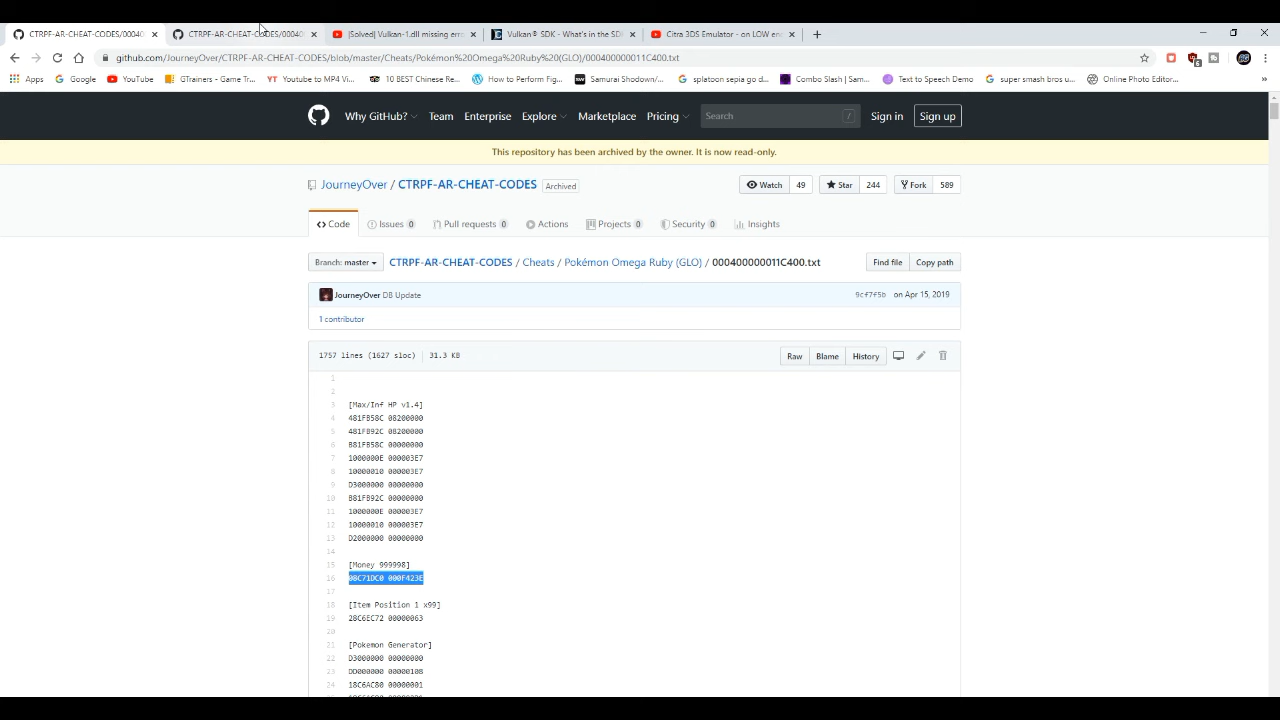 CTRPF-AR-CHEAT-CODES/00040
CTRPF-AR-CHEAT-CODES/00040
[Solved] Vulkan-1.dll missing erro
Vulkan® SDK - What's in the SDK
Citra 3DS Emulator - on LOW end
github.com/JourneyOver/CTRPF-AR-CHEAT-CODES/blob/master/Cheats/Pokémon%20Omega%20Ruby%20(GLO)/000400000011C400.txt
Apps
Google
YouTube
GTrainers - Game Tr...
Youtube to MP4 Vi...
10 BEST Chinese Re...
How to Perform Fig...
Samurai Shodown/...
splatoon sepia go d...
Combo Slash | Sam...
Text to Speech Demo
super smash bros u...
Online Photo Editor...
»
Why GitHub?
Team
Enterprise
Explore
Marketplace
Pricing
Search
/
Sign in
Sign up
This repository has been archived by the owner. It is now read-only.
JourneyOver / CTRPF-AR-CHEAT-CODES Archived
Watch 49
Star 244
Fork 589
Code
Issues 0
Pull requests 0
Actions
Projects 0
Security 0
Insights
Branch: master
CTRPF-AR-CHEAT-CODES / Cheats / Pokémon Omega Ruby (GLO) / 000400000011C400.txt
Find file
Copy path
JourneyOver DB Update
9cf7f5b on Apr 15, 2019
1 contributor
1757 lines (1627 sloc) | 31.3 KB
Raw
Blame
History
1
2
3 [Max/Inf HP v1.4]
4 481FB58C 08200000
5 481FB92C 08200000
6 B81FB58C 00000000
7 1000000E 000003E7
8 10000010 000003E7
9 D3000000 00000000
10 B81FB92C 00000000
11 1000000E 000003E7
12 10000010 000003E7
13 D2000000 00000000
14
15 [Money 999998]
16 08C71DC0 000F423E
17
18 [Item Position 1 x99]
19 28C6EC72 00000063
20
21 [Pokemon Generator]
22 D3000000 00000000
23 DD000000 00000108
24 18C6AC80 00000001